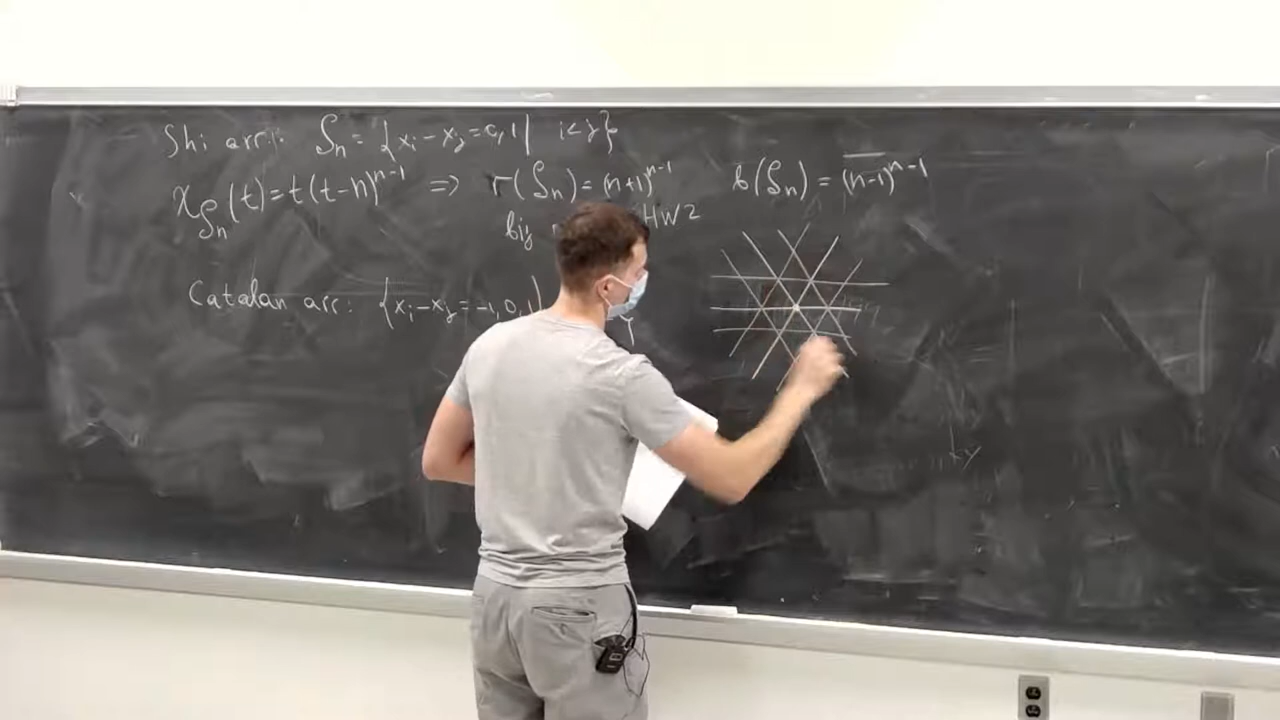 Shi arr.: S_n = {x_i - x_j = 0, 1 | i<j}
χ_{S_n}(t) = t(t-n)^{n-1} ⇒ r(S_n) = (n+1)^{n-1} b(S_n) = (n-1)^{n-1}
bij HW2
Catalan arr: {x_i - x_j = -1, 0, 1}